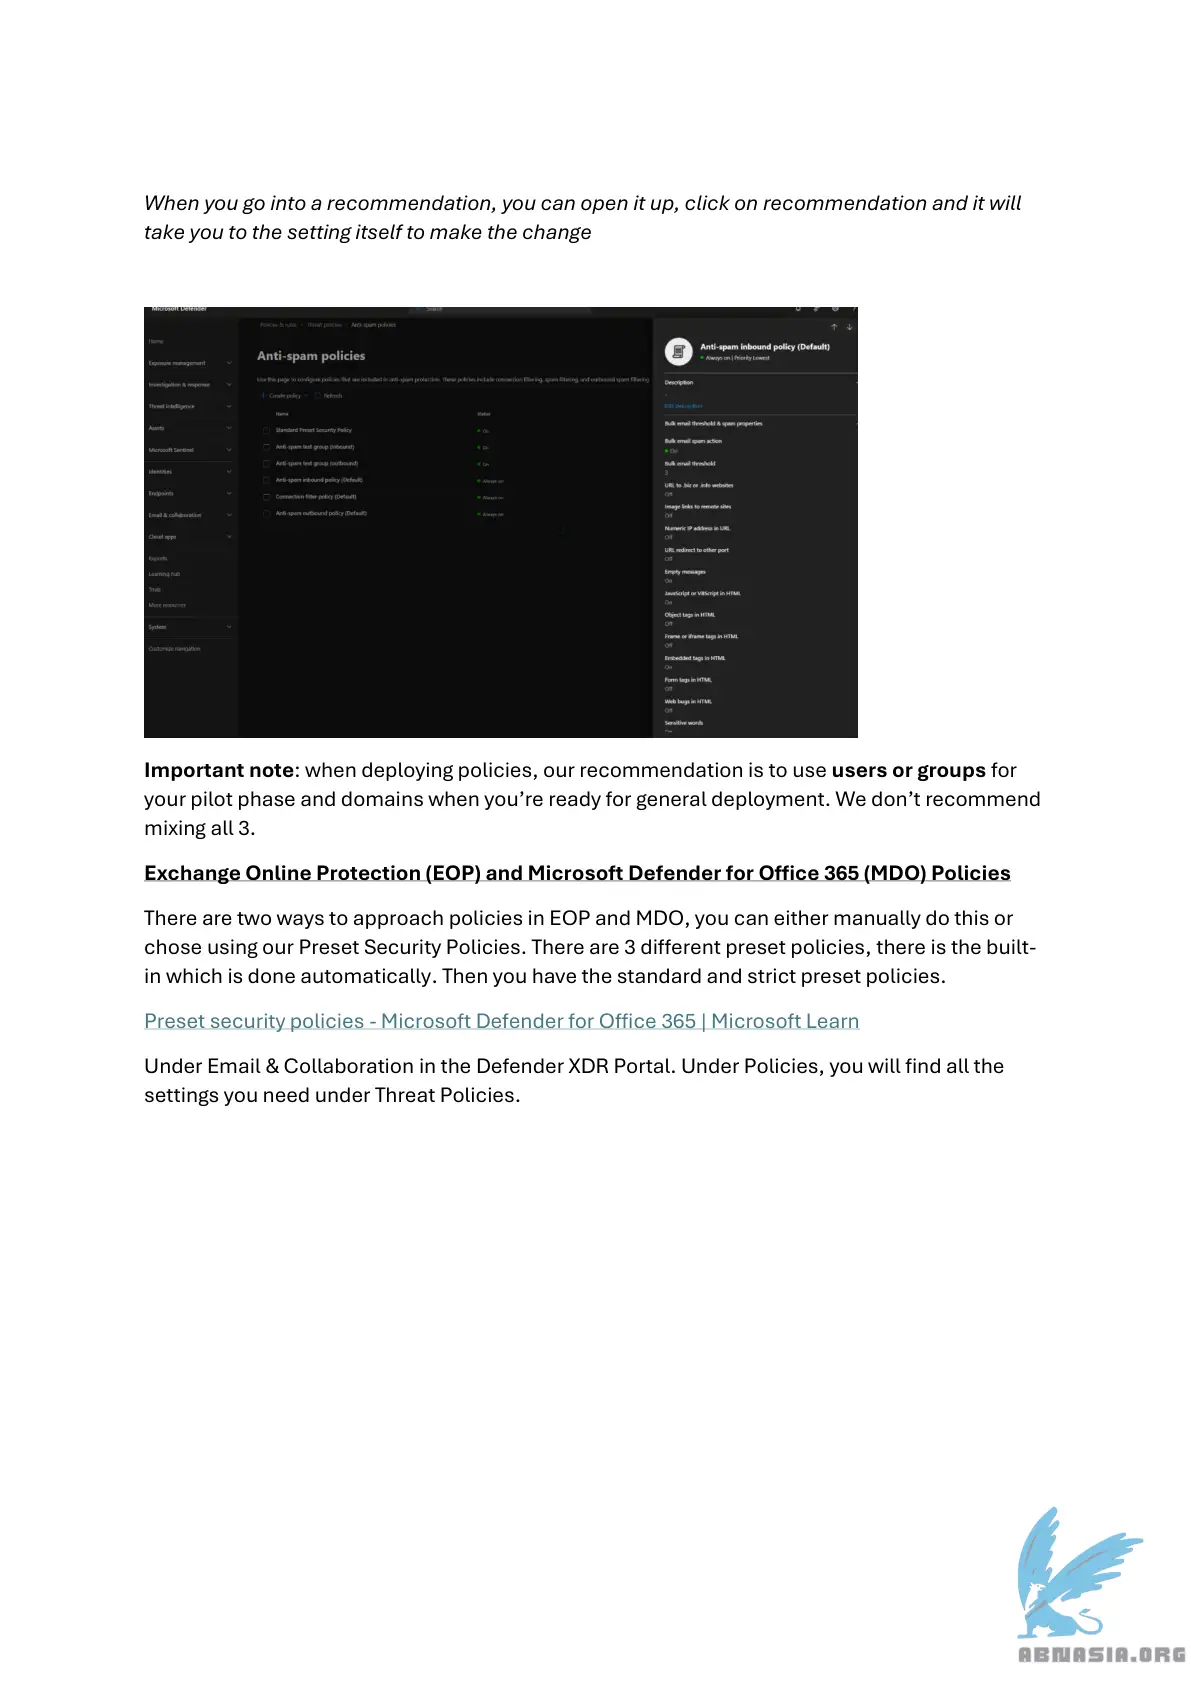 When you go into a recommendation, you can open it up, click on recommendation and it will
take you to the setting itself to make the change
Microsoft Defender
Search
Policies & rules > Threat policies > Anti-spam policies
Home
Exposure management
Investigation & response
Threat intelligence
Assets
Microsoft Sentinel
Identities
Endpoints
Email & collaboration
Cloud apps
Reports
Learning hub
Trials
More resources
System
Customize navigation
Anti-spam policies
Use this page to configure policies that are included in anti-spam protection. These policies include connection filtering, spam filtering, and outbound spam filtering
+ Create policy
Refresh
Name Status
Standard Preset Security Policy On
Anti-spam test group (inbound) On
Anti-spam test group (outbound) On
Anti-spam inbound policy (Default) Always on
Connection filter policy (Default) Always on
Anti-spam outbound policy (Default) Always on
Anti-spam inbound policy (Default)
Always on | Priority Lowest
Description
-
Edit description
Bulk email threshold & spam properties
Bulk email spam action
On
Bulk email threshold
URL to .biz or .info websites
Off
Image links to remote sites
Off
Numeric IP address in URL
Off
URL redirect to other port
Off
Empty messages
On
JavaScript or VBScript in HTML
On
Object tags in HTML
Off
Frame or iframe tags in HTML
Off
Embedded tags in HTML
On
Form tags in HTML
Off
Web bugs in HTML
Off
Sensitive words
Important note: when deploying policies, our recommendation is to use users or groups for
your pilot phase and domains when you’re ready for general deployment. We don’t recommend
mixing all 3.
Exchange Online Protection (EOP) and Microsoft Defender for Office 365 (MDO) Policies
There are two ways to approach policies in EOP and MDO, you can either manually do this or
chose using our Preset Security Policies. There are 3 different preset policies, there is the built-
in which is done automatically. Then you have the standard and strict preset policies.
Preset security policies - Microsoft Defender for Office 365 | Microsoft Learn
Under Email & Collaboration in the Defender XDR Portal. Under Policies, you will find all the
settings you need under Threat Policies.
ABNASIA.ORG